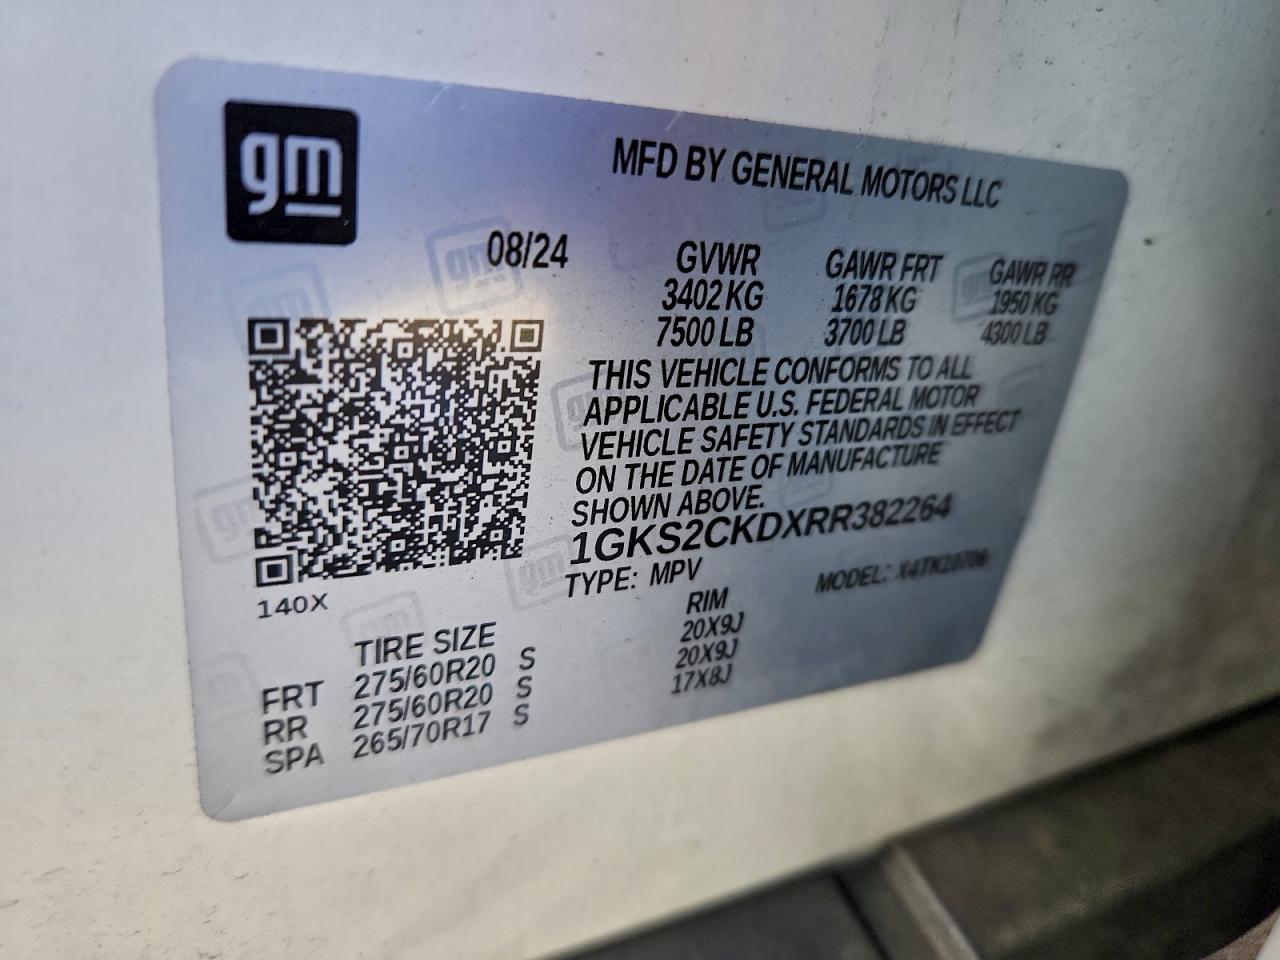 gm
MFD BY GENERAL MOTORS LLC
08/24 GVWR GAWR FRT GAWR RR
3402 KG 1678 KG 1950 KG
7500 LB 3700 LB 4300 LB
THIS VEHICLE CONFORMS TO ALL
APPLICABLE U.S. FEDERAL MOTOR
VEHICLE SAFETY STANDARDS IN EFFECT
ON THE DATE OF MANUFACTURE
SHOWN ABOVE.
1GKS2CKDXRR382264
TYPE: MPV MODEL: X4TK10706
140X
TIRE SIZE RIM
FRT 275/60R20 S 20X9J
RR 275/60R20 S 20X9J
SPA 265/70R17 S 17X8J